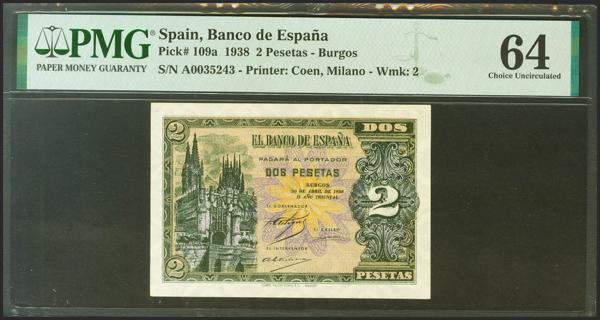 PMG
PAPER MONEY GUARANTY
Spain, Banco de España
Pick# 109a 1938 2 Pesetas - Burgos
S/N A0035243 - Printer: Coen, Milano - Wmk: 2
64
Choice Uncirculated
2
DOS
EL BANCO DE ESPAÑA
PAGARÁ AL PORTADOR
DOS PESETAS
BURGOS
30 DE ABRIL DE 1938
II AÑO TRIUNFAL
EL GOBERNADOR
EL CAJERO
2
EL INTERVENTOR
2
PESETAS